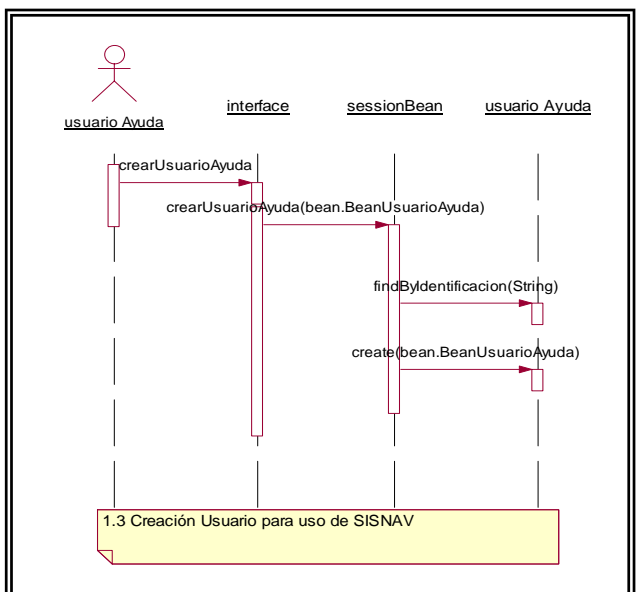 usuario Ayuda
interface
sessionBean
usuario Ayuda
crearUsuarioAyuda
crearUsuarioAyuda(bean.BeanUsuarioAyuda)
findByIdentificacion(String)
create(bean.BeanUsuarioAyuda)
1.3 Creación Usuario para uso de SISNAV